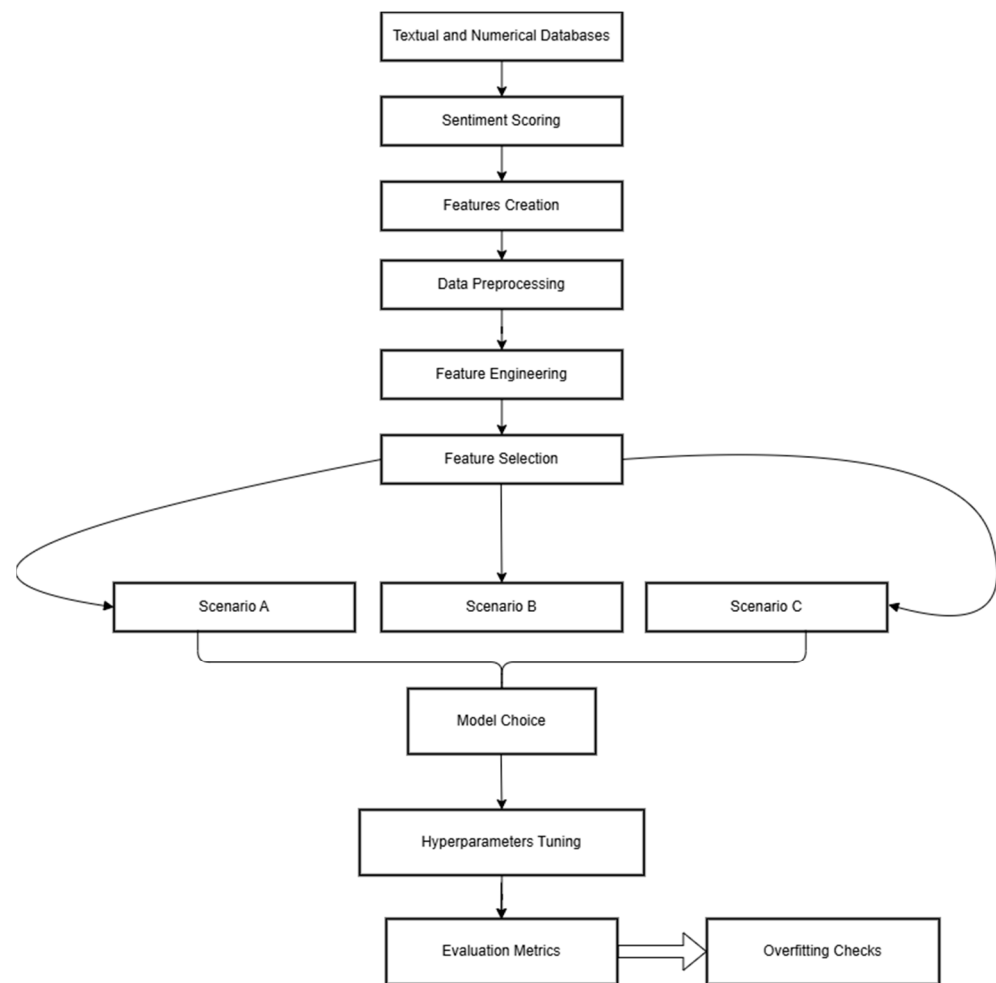 Textual and Numerical Databases
Sentiment Scoring
Features Creation
Data Preprocessing
Feature Engineering
Feature Selection
Scenario A
Scenario B
Scenario C
Model Choice
Hyperparameters Tuning
Evaluation Metrics
Overfitting Checks